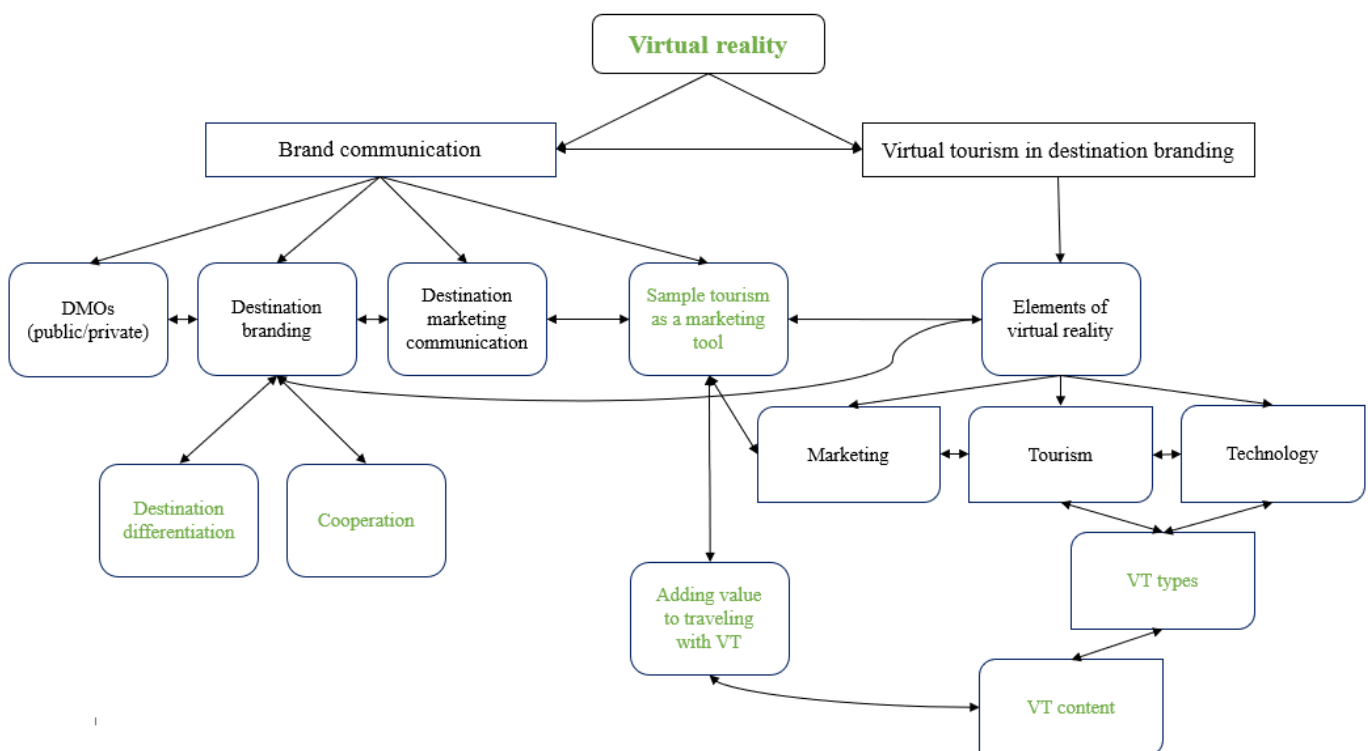 Virtual reality
Brand communication
Virtual tourism in destination branding
DMOs
(public/private)
Destination
branding
Destination
marketing
communication
Sample tourism
as a marketing
tool
Elements of
virtual reality
Marketing
Tourism
Technology
Destination
differentiation
Cooperation
VT types
Adding value
to traveling
with VT
VT content